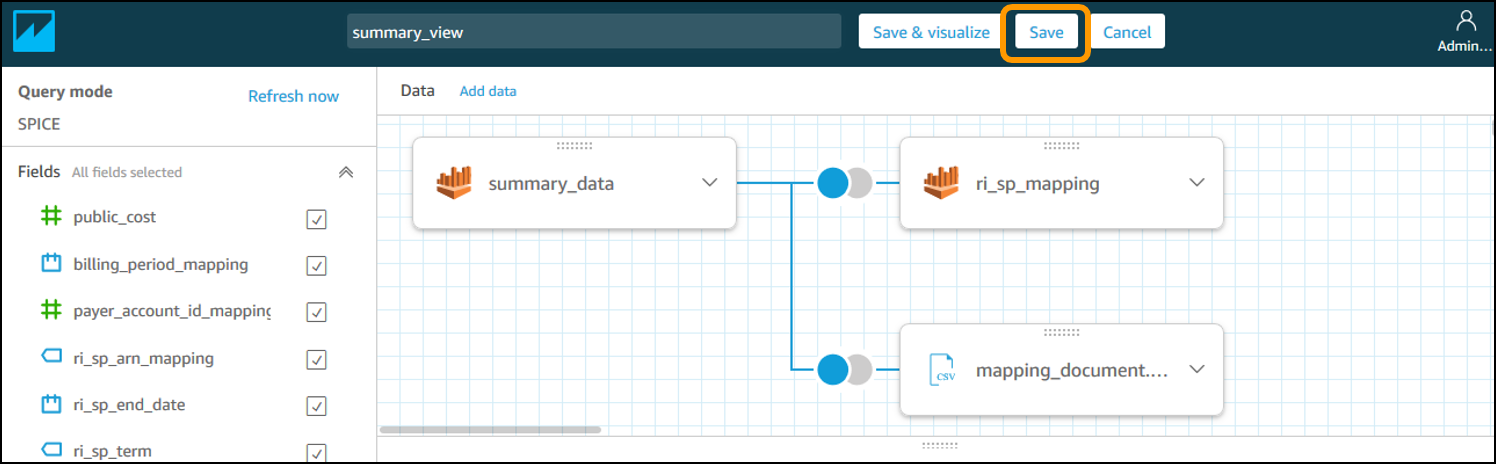 summary_view
Save & visualize
Save
Cancel
Admin...
Query mode
Refresh now
SPICE
Data
Add data
Fields
All fields selected
public_cost
billing_period_mapping
payer_account_id_mapping
ri_sp_arn_mapping
ri_sp_end_date
ri_sp_term
summary_data
ri_sp_mapping
CSV
mapping_document....